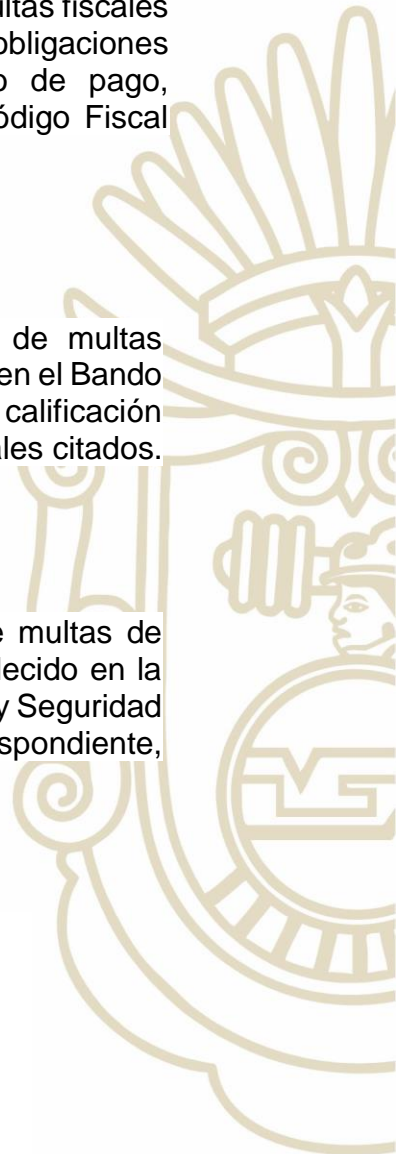 ultas fiscales
obligaciones
o de pago,
ódigo Fiscal
de multas
en el Bando
calificación
ales citados.
e multas de
lecido en la
y Seguridad
spondiente,